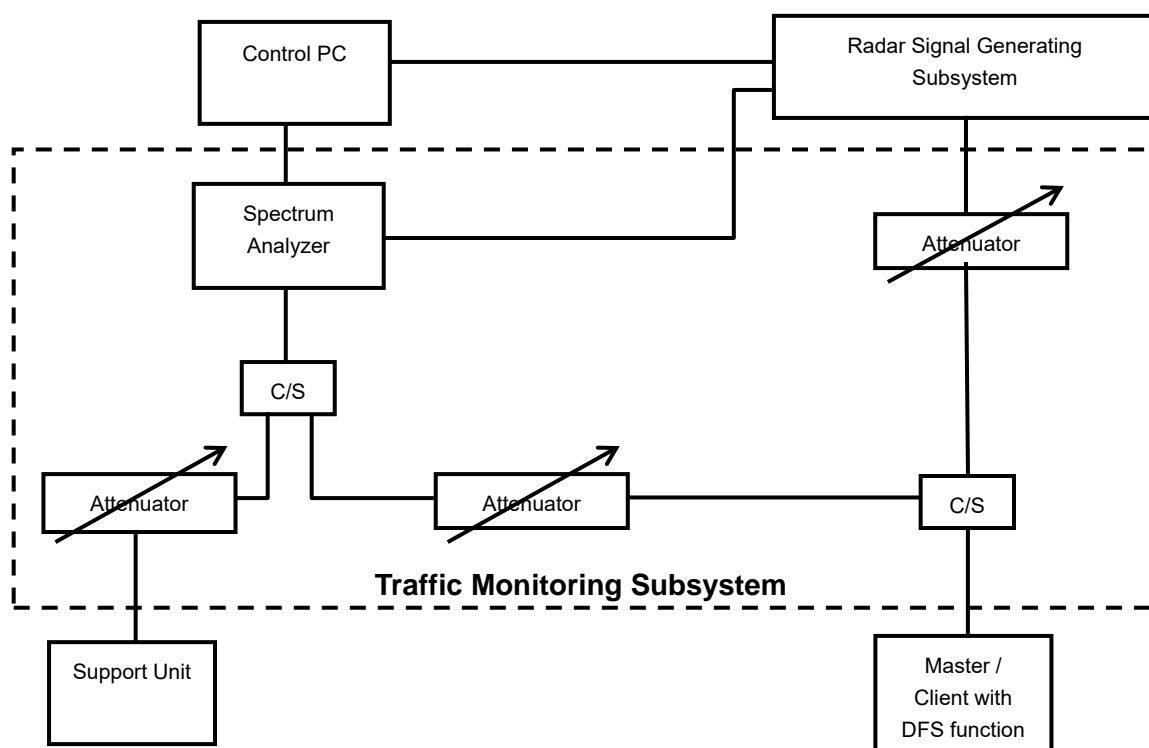 Control PC
Radar Signal Generating
Subsystem
Spectrum
Analyzer
Attenuator
C/S
Attenuator
Attenuator
C/S
Traffic Monitoring Subsystem
Support Unit
Master /
Client with
DFS function